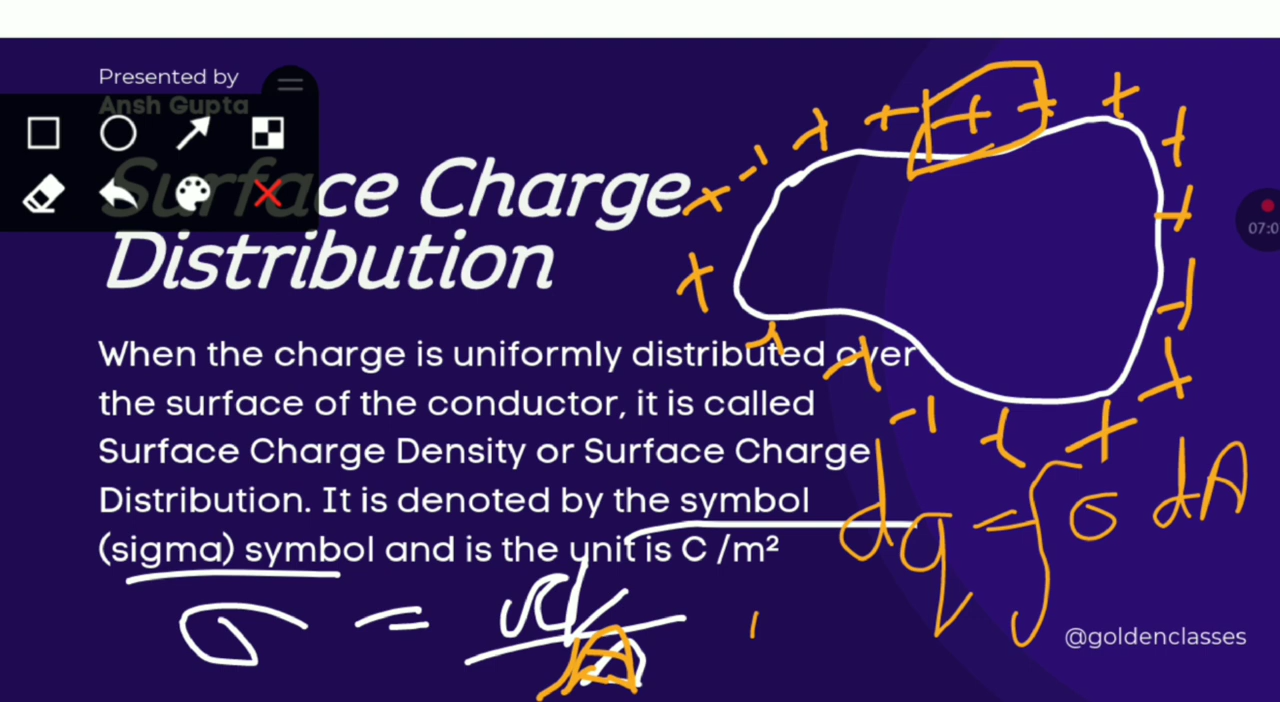 Presented by
Ansh Gupta
Surface Charge
Distribution
When the charge is uniformly distributed over
the surface of the conductor, it is called
Surface Charge Density or Surface Charge
Distribution. It is denoted by the symbol
(sigma) symbol and is the unit is C /m²
dq = ∫ σ dA
σ =
@goldenclasses